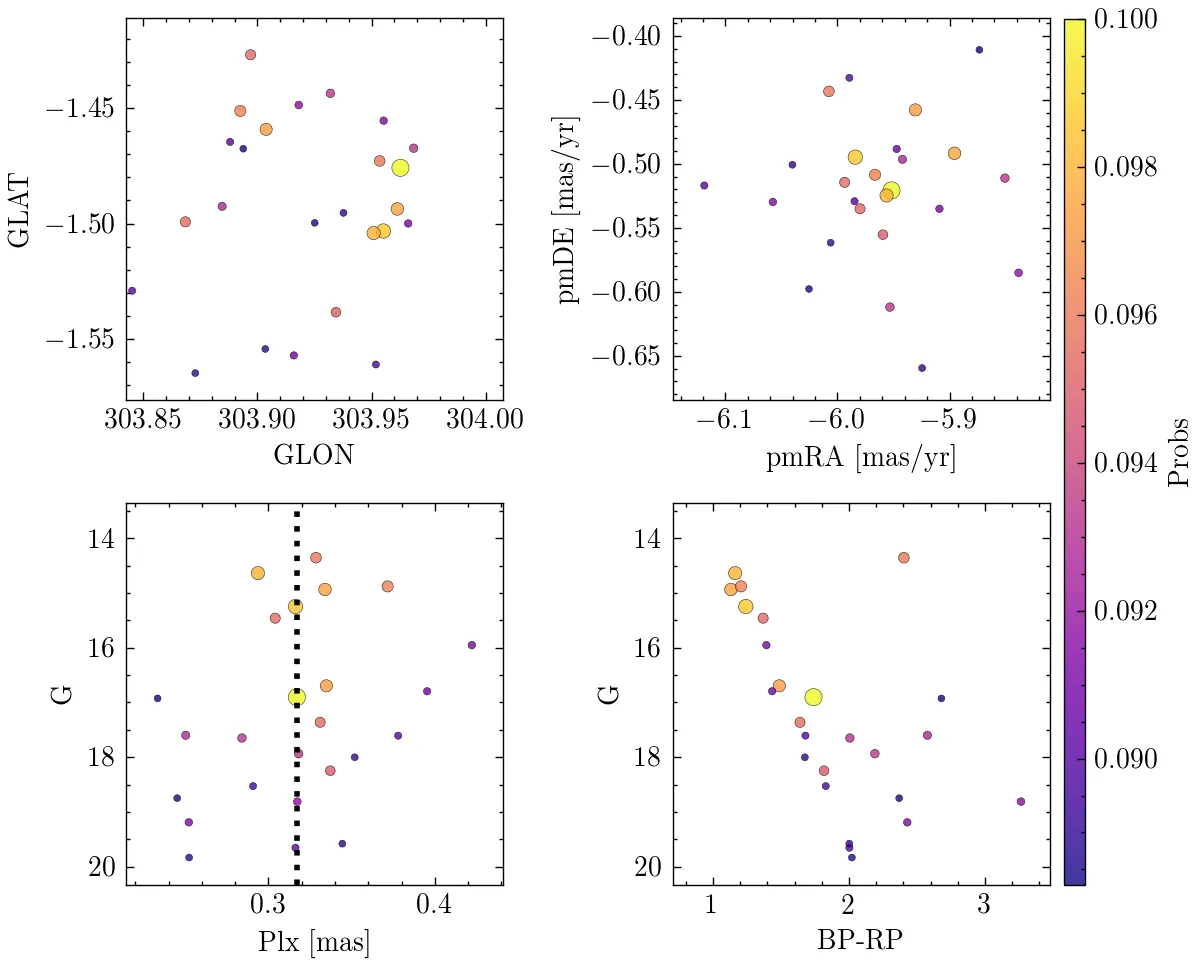 GLAT
−1.45
−1.50
−1.55
303.85 303.90 303.95 304.00
GLON
pmDE [mas/yr]
−0.40
−0.45
−0.50
−0.55
−0.60
−0.65
−6.1 −6.0 −5.9
pmRA [mas/yr]
G
14
16
18
20
0.3 0.4
Plx [mas]
G
14
16
18
20
1 2 3
BP-RP
0.100
0.098
0.096
0.094
0.092
0.090
Probs